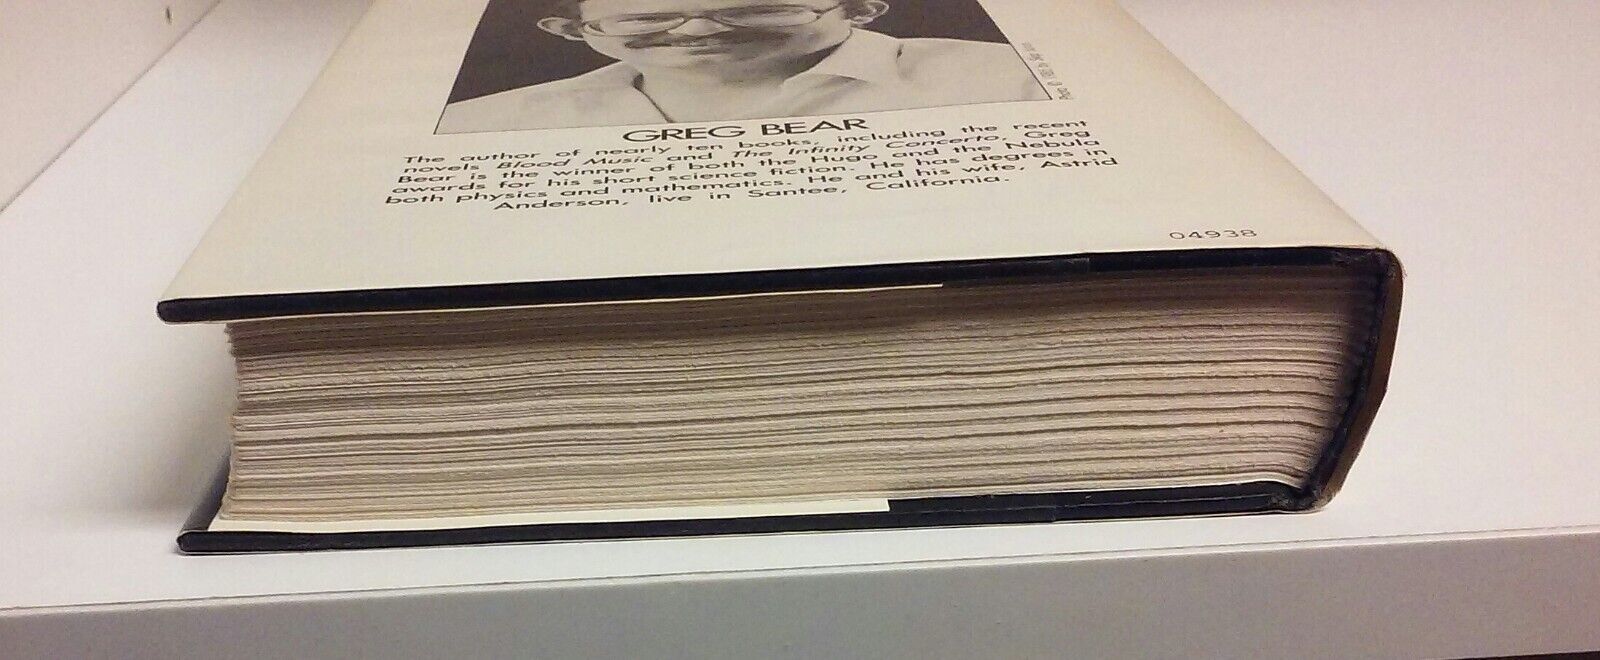 GREG BEAR
The author of nearly ten books, including the recent
novels Blood Music and The Infinity Concerto, Greg
Bear is the winner of both the Hugo and the Nebula
awards for his short science fiction. He has degrees in
both physics and mathematics. He and his wife, Astrid
Anderson, live in Santee, California.
04938